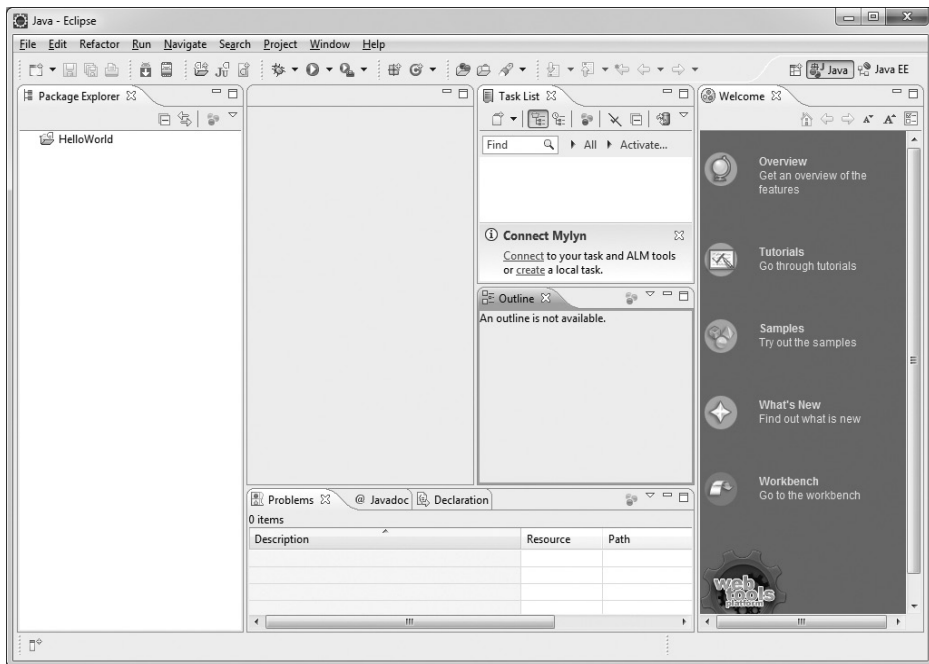 Java - Eclipse
File Edit Refactor Run Navigate Search Project Window Help
Java Java EE
Package Explorer
HelloWorld
Task List
Find All Activate...
Connect Mylyn
Connect to your task and ALM tools
or create a local task.
Outline
An outline is not available.
Problems @ Javadoc Declaration
0 items
Description Resource Path
Welcome
Overview
Get an overview of the
features
Tutorials
Go through tutorials
Samples
Try out the samples
What's New
Find out what is new
Workbench
Go to the workbench
web
tools
platform